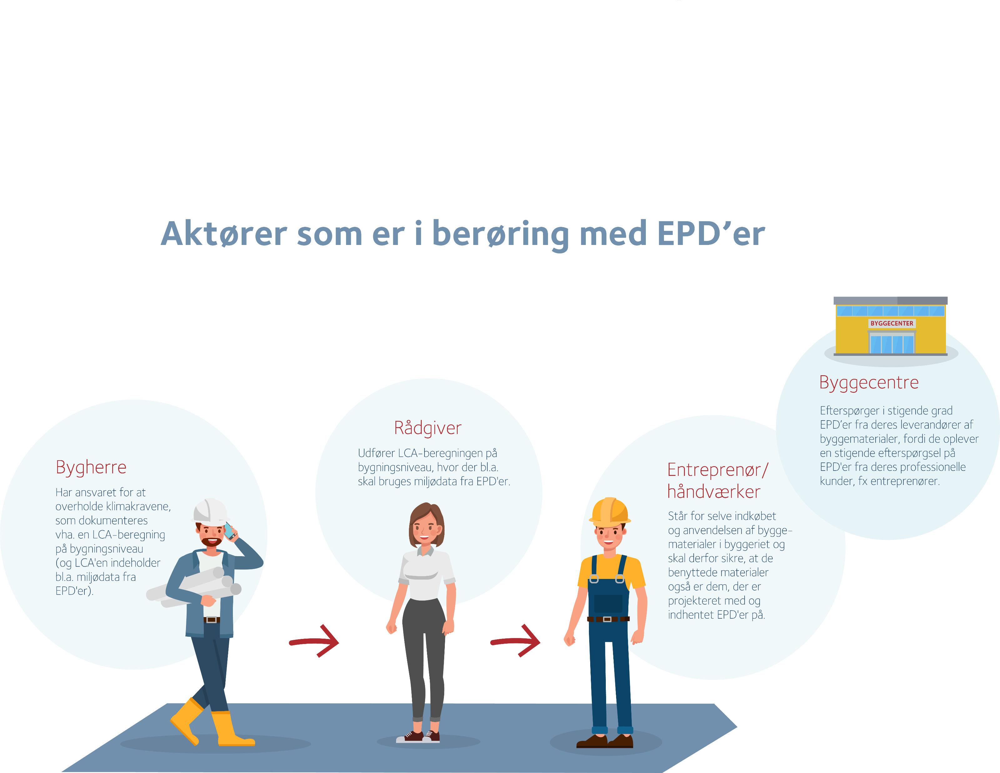 Aktører som er i berøring med EPD’er
Bygherre
Har ansvaret for at
overholde klimakravene,
som dokumenteres
vha. en LCA-beregning
på bygningsniveau
(og LCA'en indeholder
bl.a. miljødata fra
EPD'er).
Rådgiver
Udfører LCA-beregningen på
bygningsniveau, hvor der bl.a.
skal bruges miljødata fra EPD'er.
Entreprenør/
håndværker
Står for selve indkøbet
og anvendelsen af bygge-
materialer i byggeriet og
skal derfor sikre, at de
benyttede materialer
også er dem, der er
projekteret med og
indhentet EPD'er på.
BYGGECENTER
Byggecentre
Efterspørger i stigende grad
EPD’er fra deres leverandører af
byggematerialer, fordi de oplever
en stigende efterspørgsel på
EPD'er fra deres professionelle
kunder, fx entreprenører.